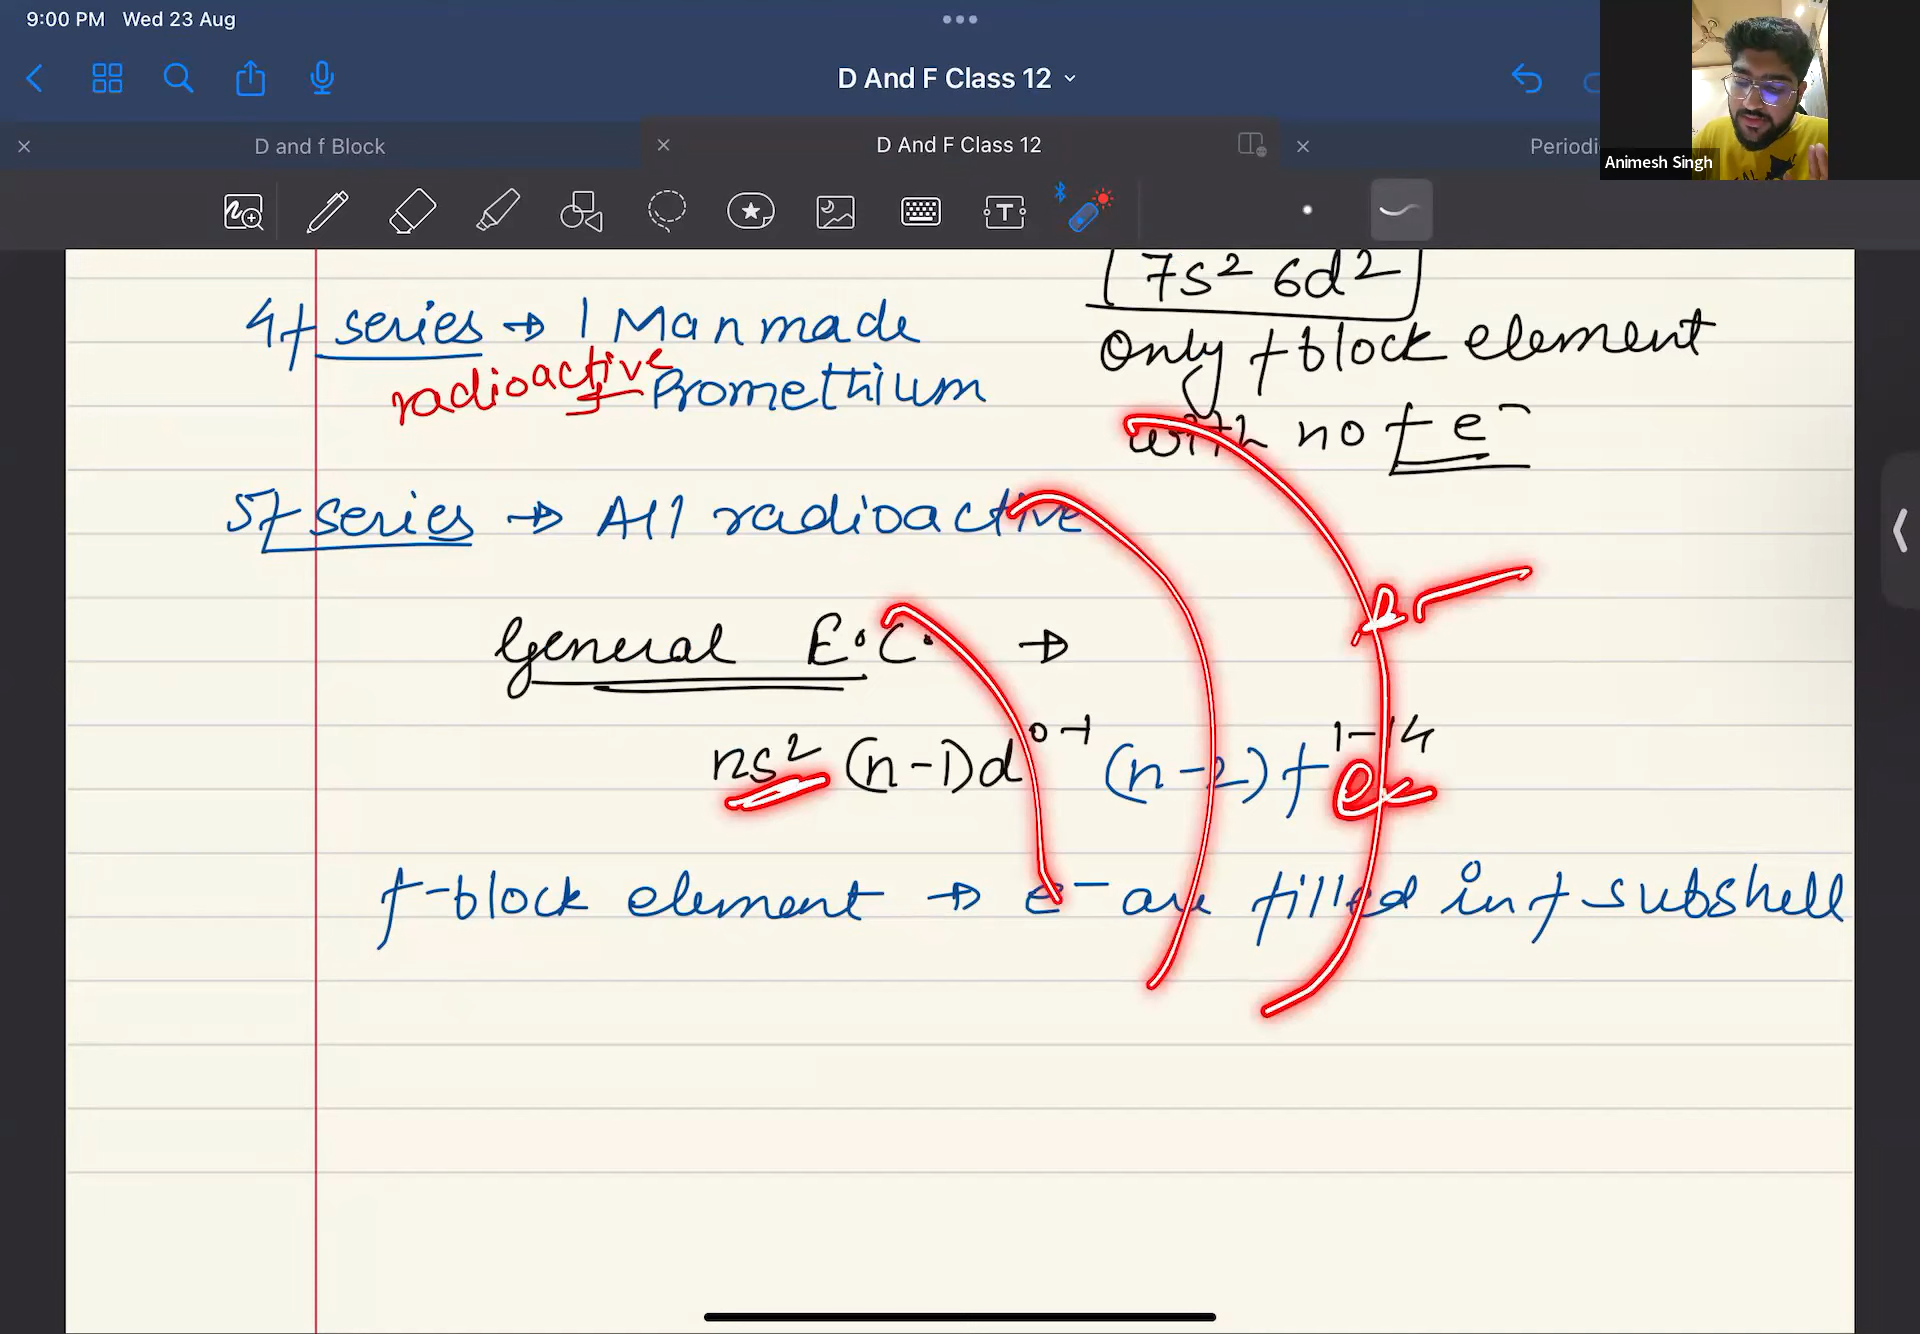 9:00 PM Wed 23 Aug
D And F Class 12
D and f Block
D And F Class 12
Periodi
Animesh Singh
7s² 6d²
4f series → 1 Manmade
radioactive Promethium
Only f block element
with no f e⁻
5f series → All radioactive
General E.C. →
ns² (n-1)d⁰⁻¹ (n-2)f¹⁻¹⁴
f-block element → e⁻ are filled in f subshell